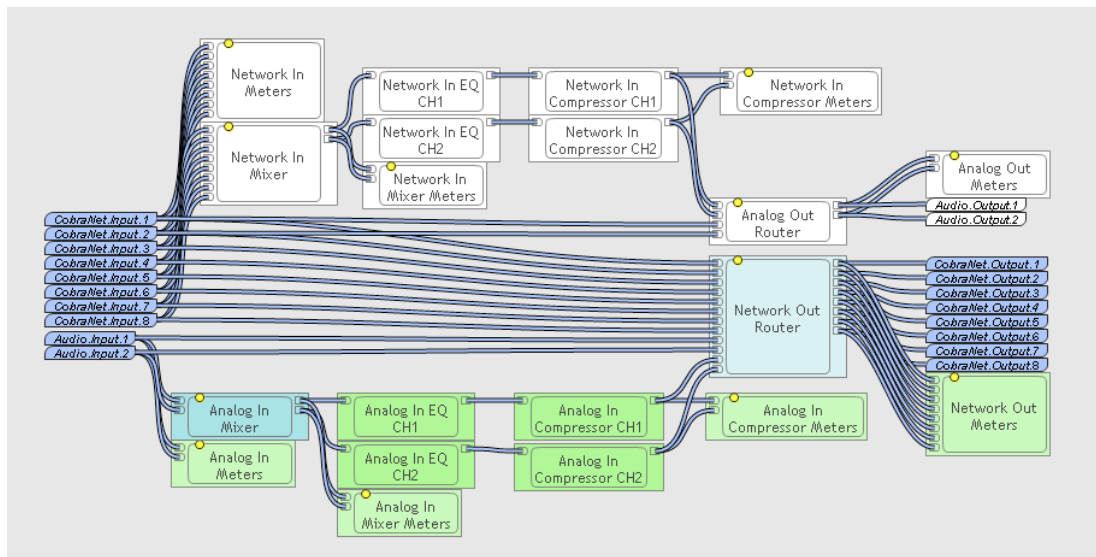 Network In
Meters
Network In
Mixer
Network In EQ
CH1
Network In EQ
CH2
Network In
Mixer Meters
Network In
Compressor CH1
Network In
Compressor CH2
Network In
Compressor Meters
Analog Out
Meters
Audio.Output.1
Audio.Output.2
Analog Out
Router
CobraNet.Input.1
CobraNet.Input.2
CobraNet.Input.3
CobraNet.Input.4
CobraNet.Input.5
CobraNet.Input.6
CobraNet.Input.7
CobraNet.Input.8
Audio.Input.1
Audio.Input.2
Network Out
Router
CobraNet.Output.1
CobraNet.Output.2
CobraNet.Output.3
CobraNet.Output.4
CobraNet.Output.5
CobraNet.Output.6
CobraNet.Output.7
CobraNet.Output.8
Network Out
Meters
Analog In
Mixer
Analog In
Meters
Analog In EQ
CH1
Analog In EQ
CH2
Analog In
Mixer Meters
Analog In
Compressor CH1
Analog In
Compressor CH2
Analog In
Compressor Meters